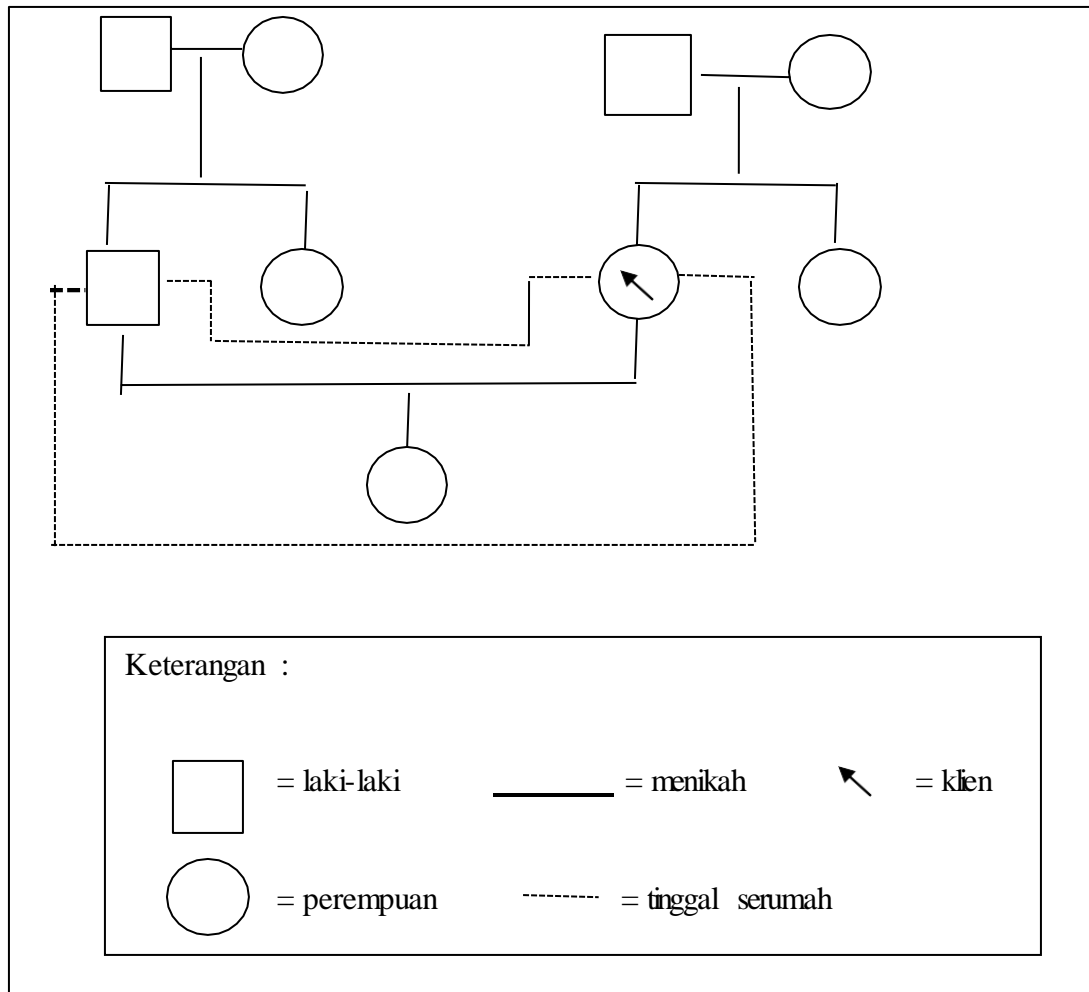 Keterangan :
= laki-laki = menikah = klien
= perempuan = tinggal serumah